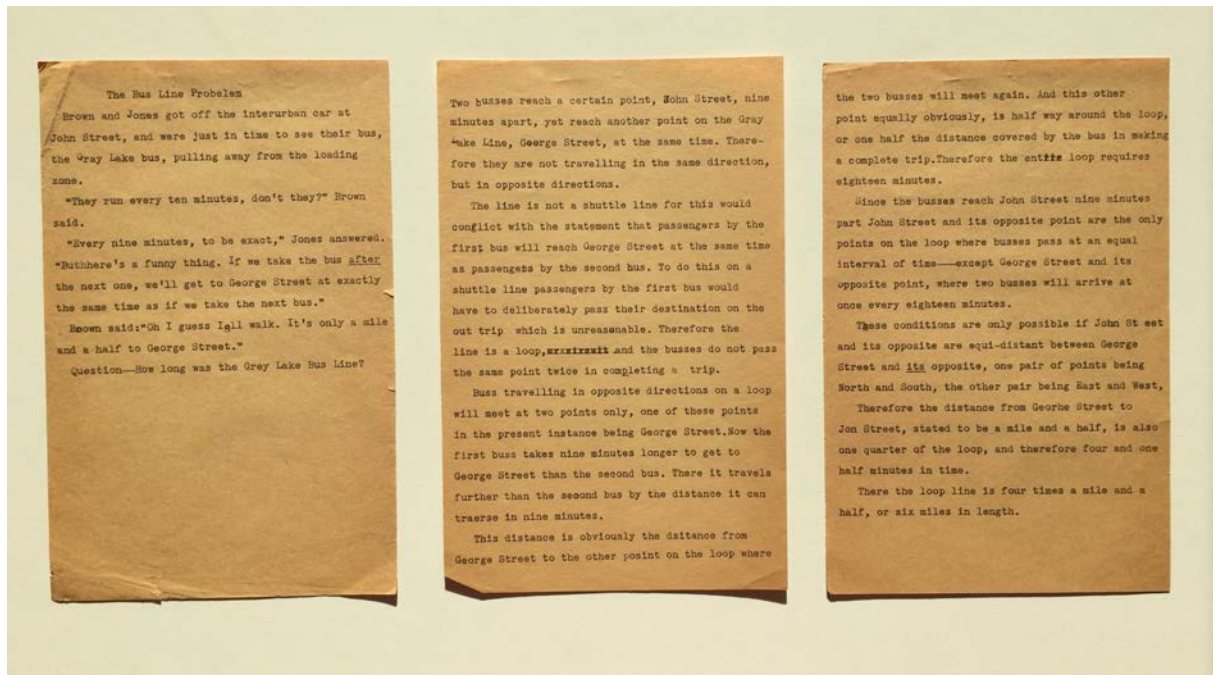 The Bus Line Probelem
Brown and Jones got off the interurban car at
John Street, and were just in time to see their bus,
the Gray Lake bus, pulling away from the loading
zone.
"They run every ten minutes, don't they?" Brown
said.
"Every nine minutes, to be exact," Jones answered.
"Buthhere's a funny thing. If we take the bus after
the next one, we'll get to George Street at exactly
the same time as if we take the next bus."
Brown said:"Oh I guess I'll walk. It's only a mile
and a half to George Street."
Question—How long was the Grey Lake Bus Line?
Two busses reach a certain point, John Street, nine
minutes apart, yet reach another point on the Gray
Lake Line, George Street, at the same time. There-
fore they are not travelling in the same direction,
but in opposite directions.
The line is not a shuttle line for this would
conflict with the statement that passengers by the
first bus will reach George Street at the same time
as passengers by the second bus. To do this on a
shuttle line passengers by the first bus would
have to deliberately pass their destination on the
out trip which is unreasonable. Therefore the
line is a loop, and the busses do not pass
the same point twice in completing a trip.
Buss travelling in opposite directions on a loop
will meet at two points only, one of these points
in the present instance being George Street.Now the
first buss takes nine minutes longer to get to
George Street than the second bus. There it travels
further than the second bus by the distance it can
traerse in nine minutes.
This distance is obviously the dsitance from
George Street to the other posint on the loop where
the two busses will meet again. And this other
point equally obviously, is half way around the loop,
or one half the distance covered by the bus in making
a complete trip.Therefore the entire loop requires
eighteen minutes.
Since the busses reach John Street nine minutes
part John Street and its opposite point are the only
points on the loop where busses pass at an equal
interval of time——except George Street and its
opposite point, where two busses will arrive at
once every eighteen minutes.
These conditions are only possible if John St eet
and its opposite are equi-distant between George
Street and its opposite, one pair of points being
North and South, the other pair being East and West,
Therefore the distance from Georhe Street to
Jon Street, stated to be a mile and a half, is also
one quarter of the loop, and therefore four and one
half minutes in time.
There the loop line is four times a mile and a
half, or six miles in length.